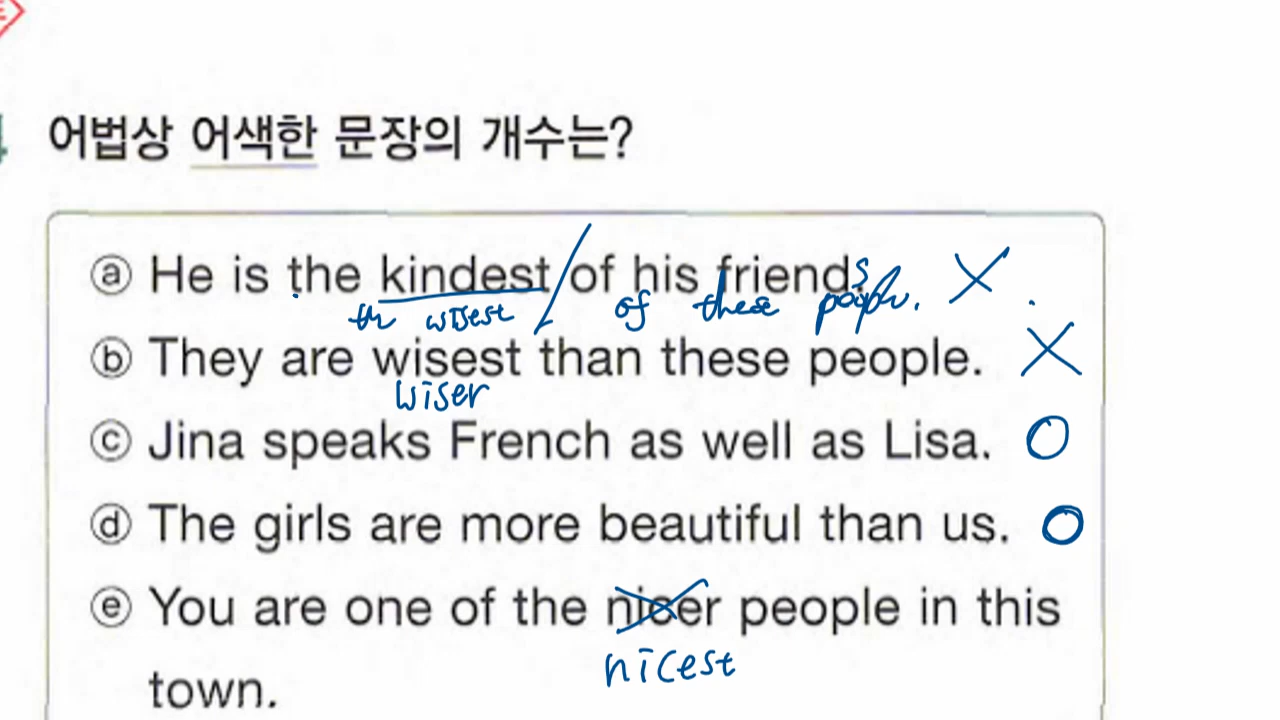 어법상 어색한 문장의 개수는?
ⓐ He is the kindest of his friends
the wisest of these people.
ⓑ They are wisest than these people.
wiser
ⓒ Jina speaks French as well as Lisa.
ⓓ The girls are more beautiful than us.
ⓔ You are one of the nicer people in this
nicest
town.